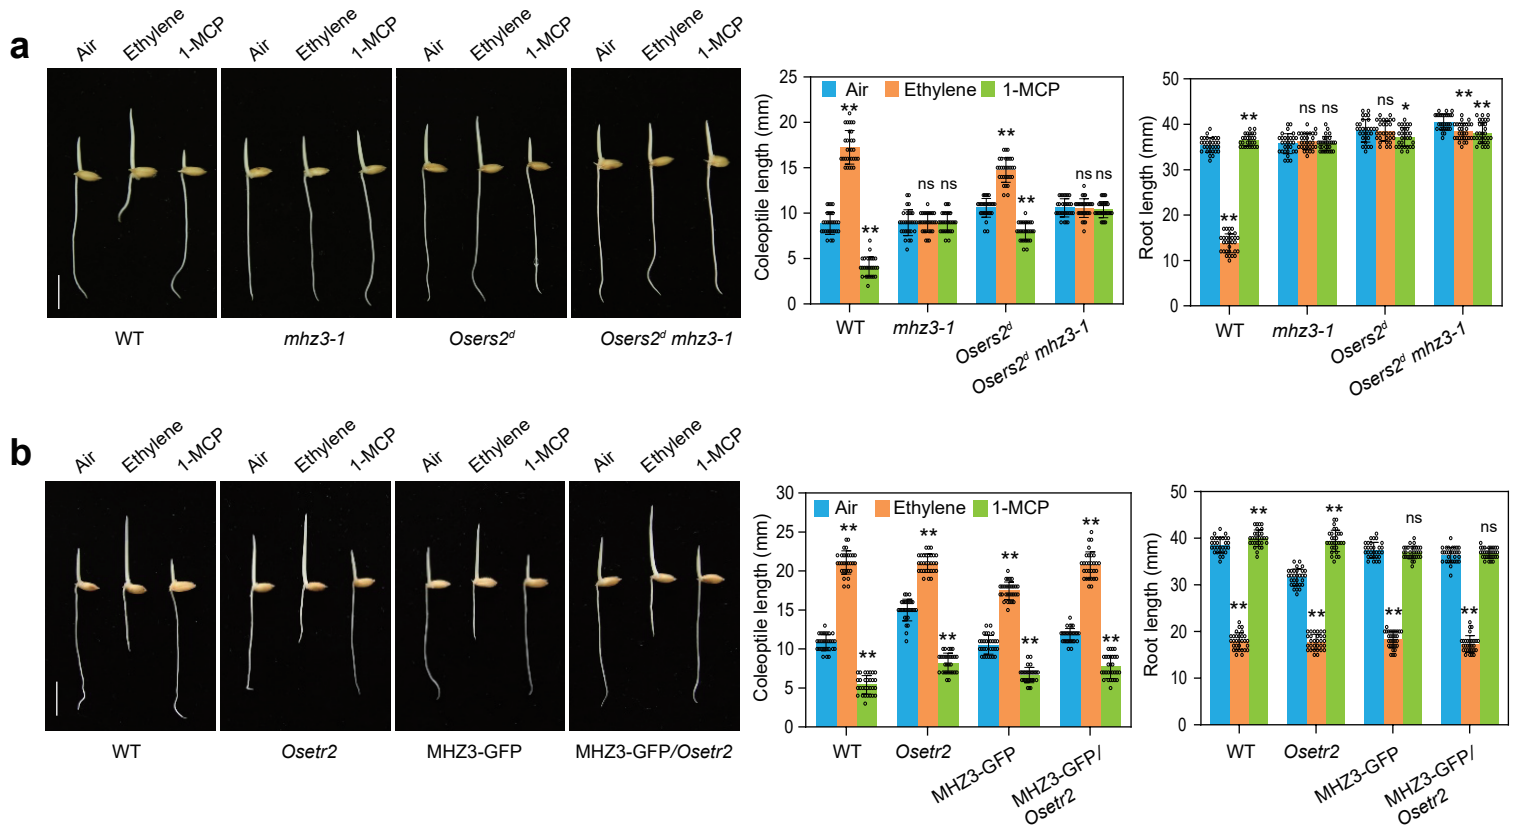 a
Air Ethylene 1-MCP Air Ethylene 1-MCP Air Ethylene 1-MCP Air Ethylene 1-MCP
WT mhz3-1 Osers2d Osers2d mhz3-1
Coleoptile length (mm)
25
20
15
10
5
0
Air Ethylene 1-MCP
** ** **
ns ns
** **
ns ns
WT mhz3-1 Osers2d Osers2d mhz3-1
Root length (mm)
50
40
30
20
10
0
** **
ns ns
ns *
** **
WT mhz3-1 Osers2d Osers2d mhz3-1
b
Air Ethylene 1-MCP Air Ethylene 1-MCP Air Ethylene 1-MCP Air Ethylene 1-MCP
WT Osetr2 MHZ3-GFP MHZ3-GFP/Osetr2
Coleoptile length (mm)
30
25
20
15
10
5
0
Air Ethylene 1-MCP
** **
** **
** **
** **
WT Osetr2 MHZ3-GFP MHZ3-GFP/
Osetr2
Root length (mm)
50
40
30
20
10
0
** **
** **
** ns
** ns
WT Osetr2 MHZ3-GFP MHZ3-GFP/
Osetr2